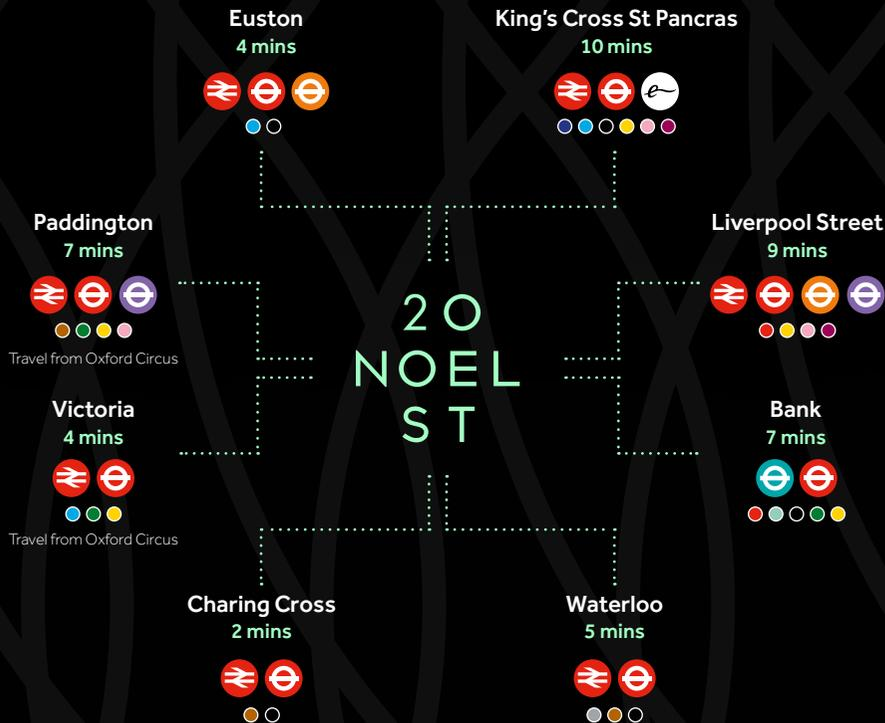 Euston
4 mins
King's Cross St Pancras
10 mins
e
Paddington
7 mins
Travel from Oxford Circus
Liverpool Street
9 mins
20
NOEL
ST
Victoria
4 mins
Travel from Oxford Circus
Bank
7 mins
Charing Cross
2 mins
Waterloo
5 mins